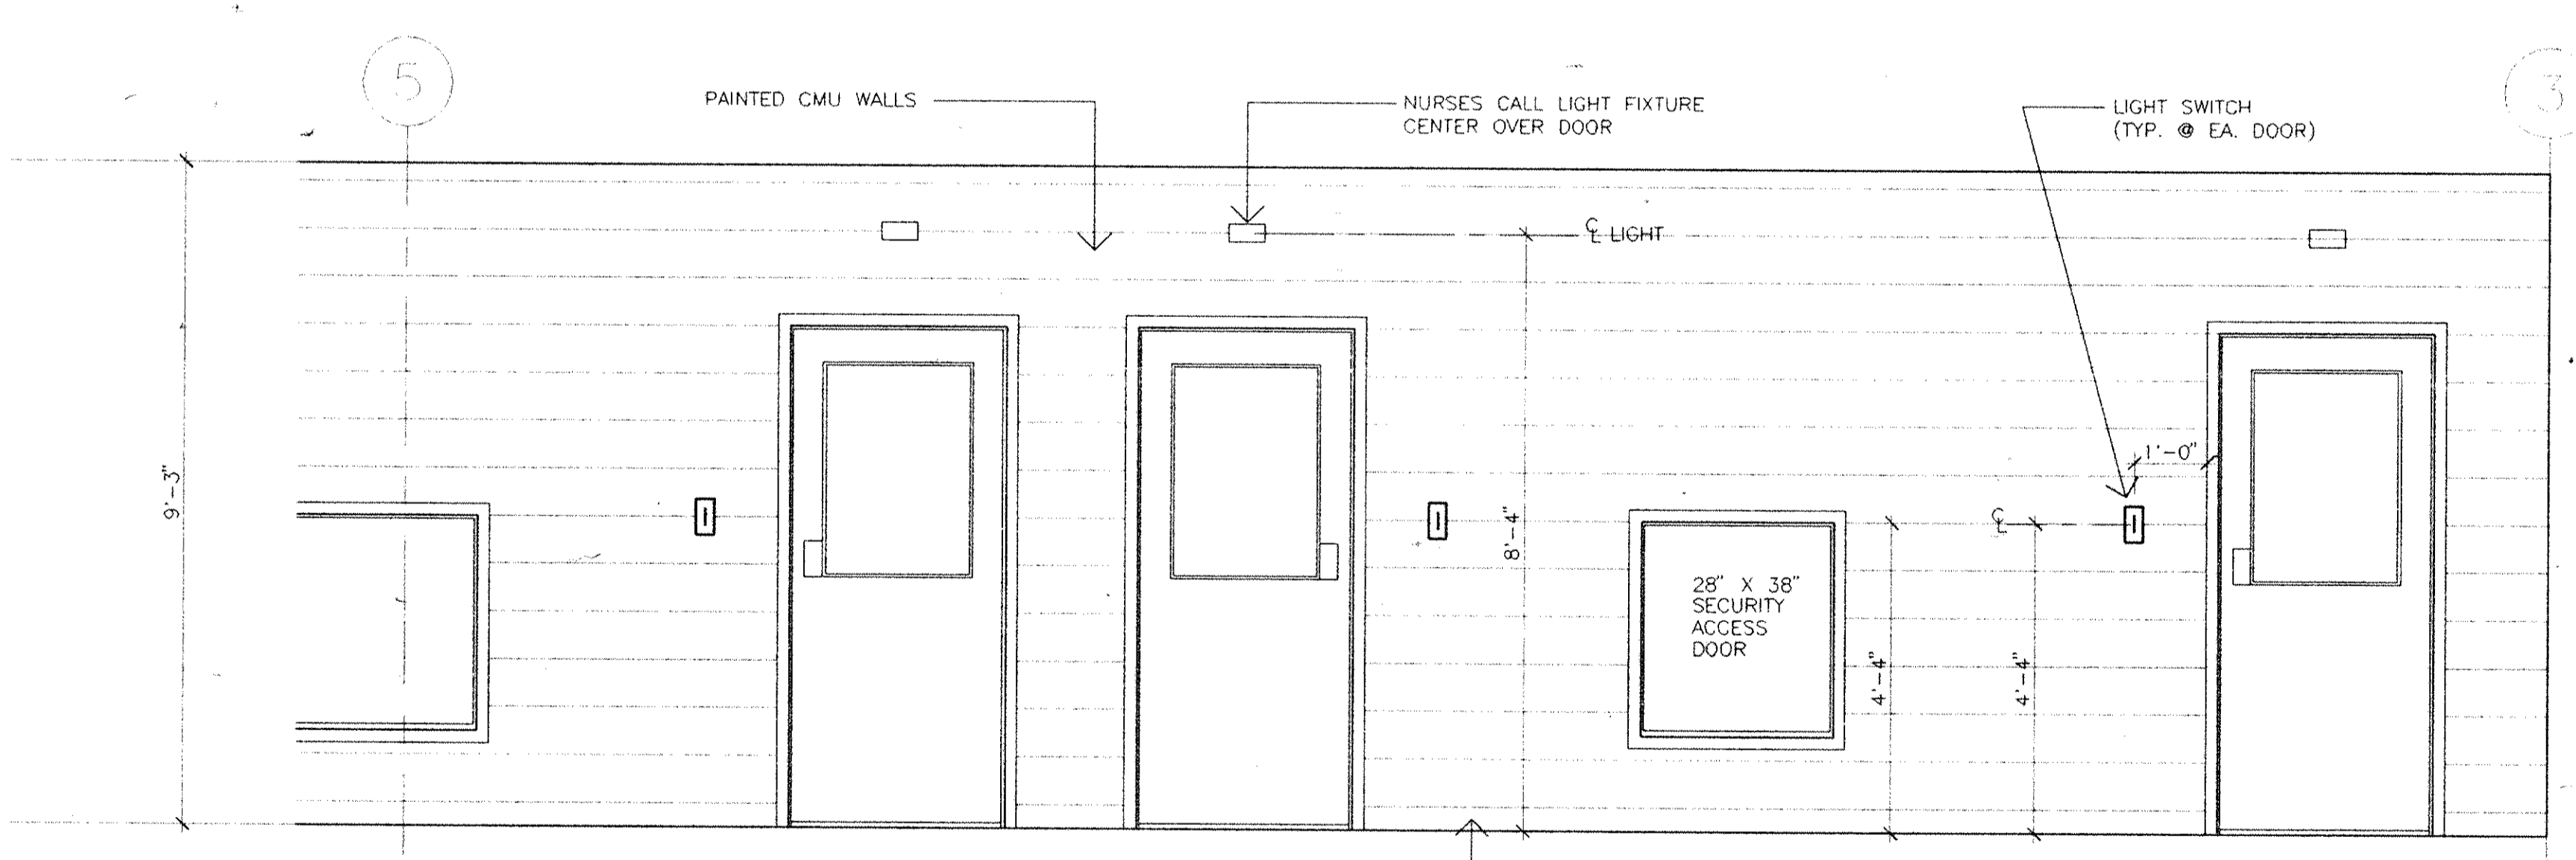 5
3
PAINTED CMU WALLS
NURSES CALL LIGHT FIXTURE
CENTER OVER DOOR
LIGHT SWITCH
(TYP. @ EA. DOOR)
℄ LIGHT
1'-0"
9'-3"
8'-4"
℄
28" X 38"
SECURITY
ACCESS
DOOR
4'-4"
4'-4"